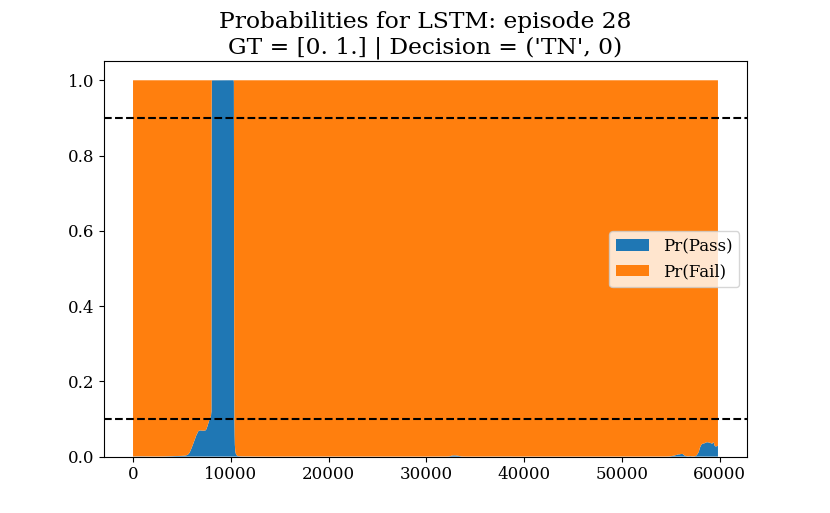 Probabilities for LSTM: episode 28
GT = [0. 1.] | Decision = ('TN', 0)
1.0
0.8
0.6
0.4
0.2
0.0
Pr(Pass)
Pr(Fail)
0 10000 20000 30000 40000 50000 60000